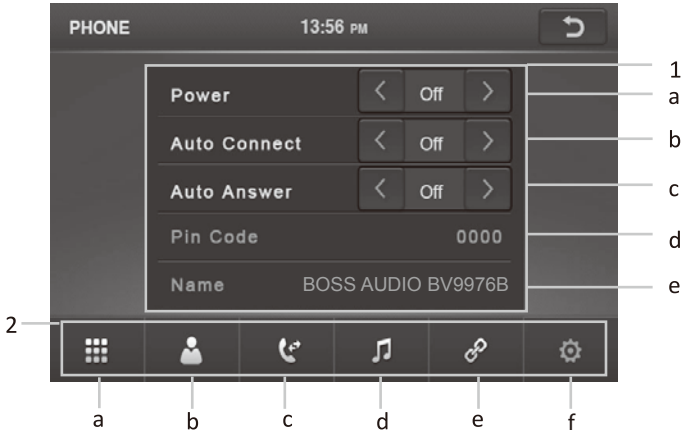 PHONE 13:56 PM
1
Power Off a
Auto Connect Off b
Auto Answer Off c
Pin Code 0000 d
Name BOSS AUDIO BV9976B e
2
a b c d e f